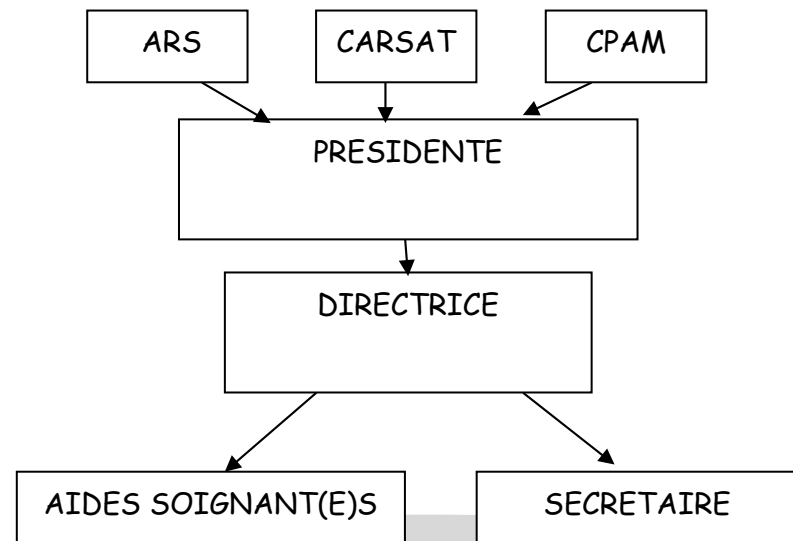 ARS
CARSAT
CPAM
PRESIDENTE
DIRECTRICE
AIDES SOIGNANT(E)S
SECRETAIRE